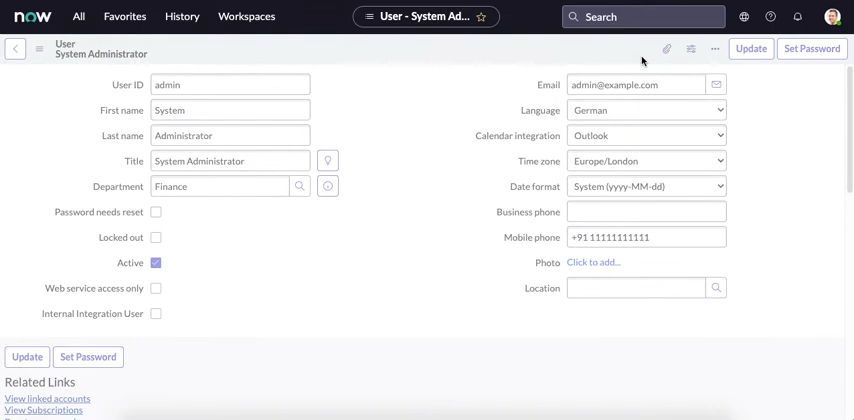 now All Favorites History Workspaces User - System Ad... Search
User
System Administrator
Update Set Password
User ID admin Email admin@example.com
First name System Language German
Last name Administrator Calendar integration Outlook
Title System Administrator Time zone Europe/London
Department Finance Date format System (yyyy-MM-dd)
Password needs reset Business phone
Locked out Mobile phone +91 11111111111
Active Photo Click to add...
Web service access only Location
Internal Integration User
Update Set Password
Related Links
View linked accounts
View Subscriptions